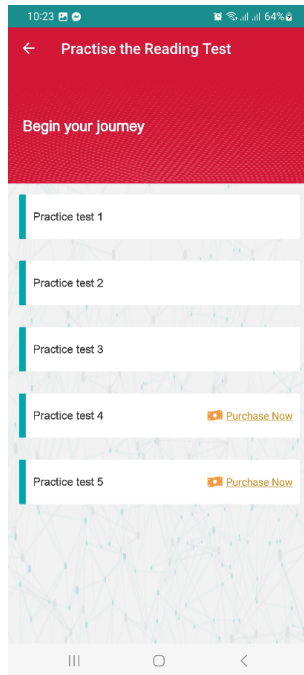 10:23 64%
Practise the Reading Test
Begin your journey
Practice test 1
Practice test 2
Practice test 3
Practice test 4 Purchase Now
Practice test 5 Purchase Now